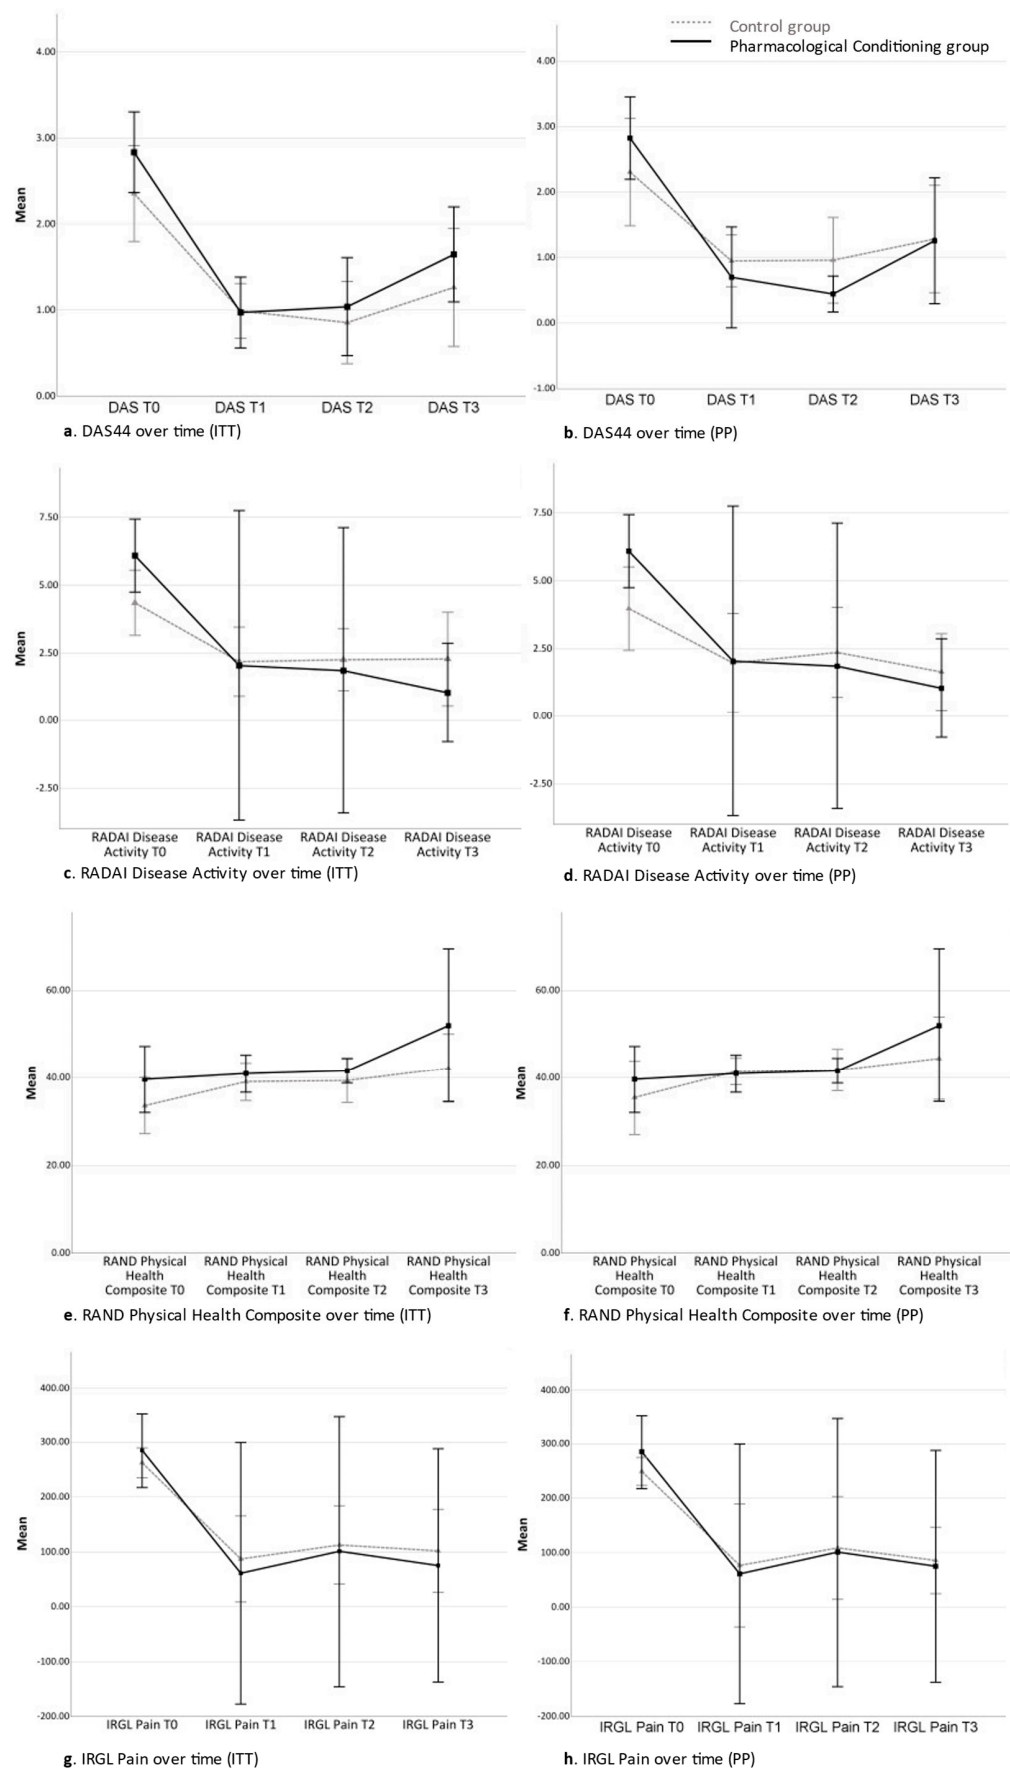 Control group
Pharmacological Conditioning group
4.00
3.00
2.00
1.00
0.00
Mean
DAS T0 DAS T1 DAS T2 DAS T3
a. DAS44 over time (ITT)
4.00
3.00
2.00
1.00
0.00
-1.00
DAS T0 DAS T1 DAS T2 DAS T3
b. DAS44 over time (PP)
7.50
5.00
2.50
0.00
-2.50
Mean
RADAI Disease RADAI Disease RADAI Disease RADAI Disease
Activity T0 Activity T1 Activity T2 Activity T3
c. RADAI Disease Activity over time (ITT)
7.50
5.00
2.50
0.00
-2.50
RADAI Disease RADAI Disease RADAI Disease RADAI Disease
Activity T0 Activity T1 Activity T2 Activity T3
d. RADAI Disease Activity over time (PP)
60.00
40.00
20.00
0.00
Mean
RAND Physical RAND Physical RAND Physical RAND Physical
Health Health Health Health
Composite T0 Composite T1 Composite T2 Composite T3
e. RAND Physical Health Composite over time (ITT)
60.00
40.00
20.00
0.00
Mean
RAND Physical RAND Physical RAND Physical RAND Physical
Health Health Health Health
Composite T0 Composite T1 Composite T2 Composite T3
f. RAND Physical Health Composite over time (PP)
400.00
300.00
200.00
100.00
0.00
-100.00
-200.00
Mean
IRGL Pain T0 IRGL Pain T1 IRGL Pain T2 IRGL Pain T3
g. IRGL Pain over time (ITT)
400.00
300.00
200.00
100.00
0.00
-100.00
-200.00
Mean
IRGL Pain T0 IRGL Pain T1 IRGL Pain T2 IRGL Pain T3
h. IRGL Pain over time (PP)